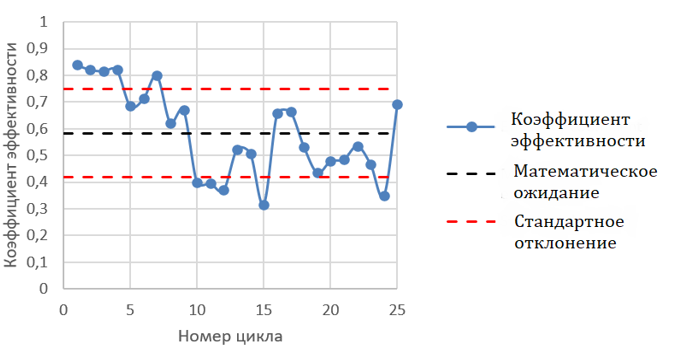 1
0,9
0,8
0,7
0,6
0,5
0,4
0,3
0,2
0,1
0
0 5 10 15 20 25
Коэффициент эффективности
Номер цикла
Коэффициент
эффективности
Математическое
ожидание
Стандартное
отклонение